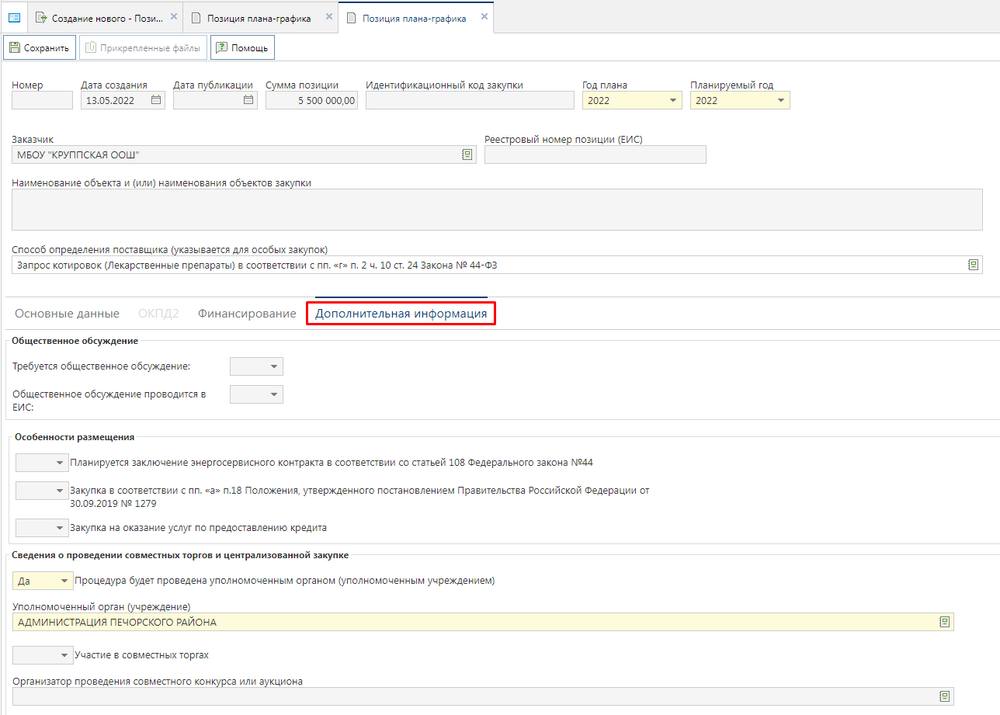 Создание нового - Пози...
Позиция плана-графика
Позиция плана-графика
Сохранить
Прикрепленные файлы
Помощь
Номер
Дата создания
Дата публикации
Сумма позиции
Идентификационный код закупки
Год плана
Планируемый год
13.05.2022
5 500 000,00
2022
2022
Заказчик
Реестровый номер позиции (ЕИС)
МБОУ "КРУППСКАЯ ООШ"
Наименование объекта и (или) наименования объектов закупки
Способ определения поставщика (указывается для особых закупок)
Запрос котировок (Лекарственные препараты) в соответствии с пп. «г» п. 2 ч. 10 ст. 24 Закона № 44-ФЗ
Основные данные
ОКПД2
Финансирование
Дополнительная информация
Общественное обсуждение
Требуется общественное обсуждение:
Общественное обсуждение проводится в
ЕИС:
Особенности размещения
Планируется заключение энергосервисного контракта в соответствии со статьей 108 Федерального закона №44
Закупка в соответствии с пп. «а» п.18 Положения, утвержденного постановлением Правительства Российской Федерации от
30.09.2019 № 1279
Закупка на оказание услуг по предоставлению кредита
Сведения о проведении совместных торгов и централизованной закупке
Да
Процедура будет проведена уполномоченным органом (уполномоченным учреждением)
Уполномоченный орган (учреждение)
АДМИНИСТРАЦИЯ ПЕЧОРСКОГО РАЙОНА
Участие в совместных торгах
Организатор проведения совместного конкурса или аукциона